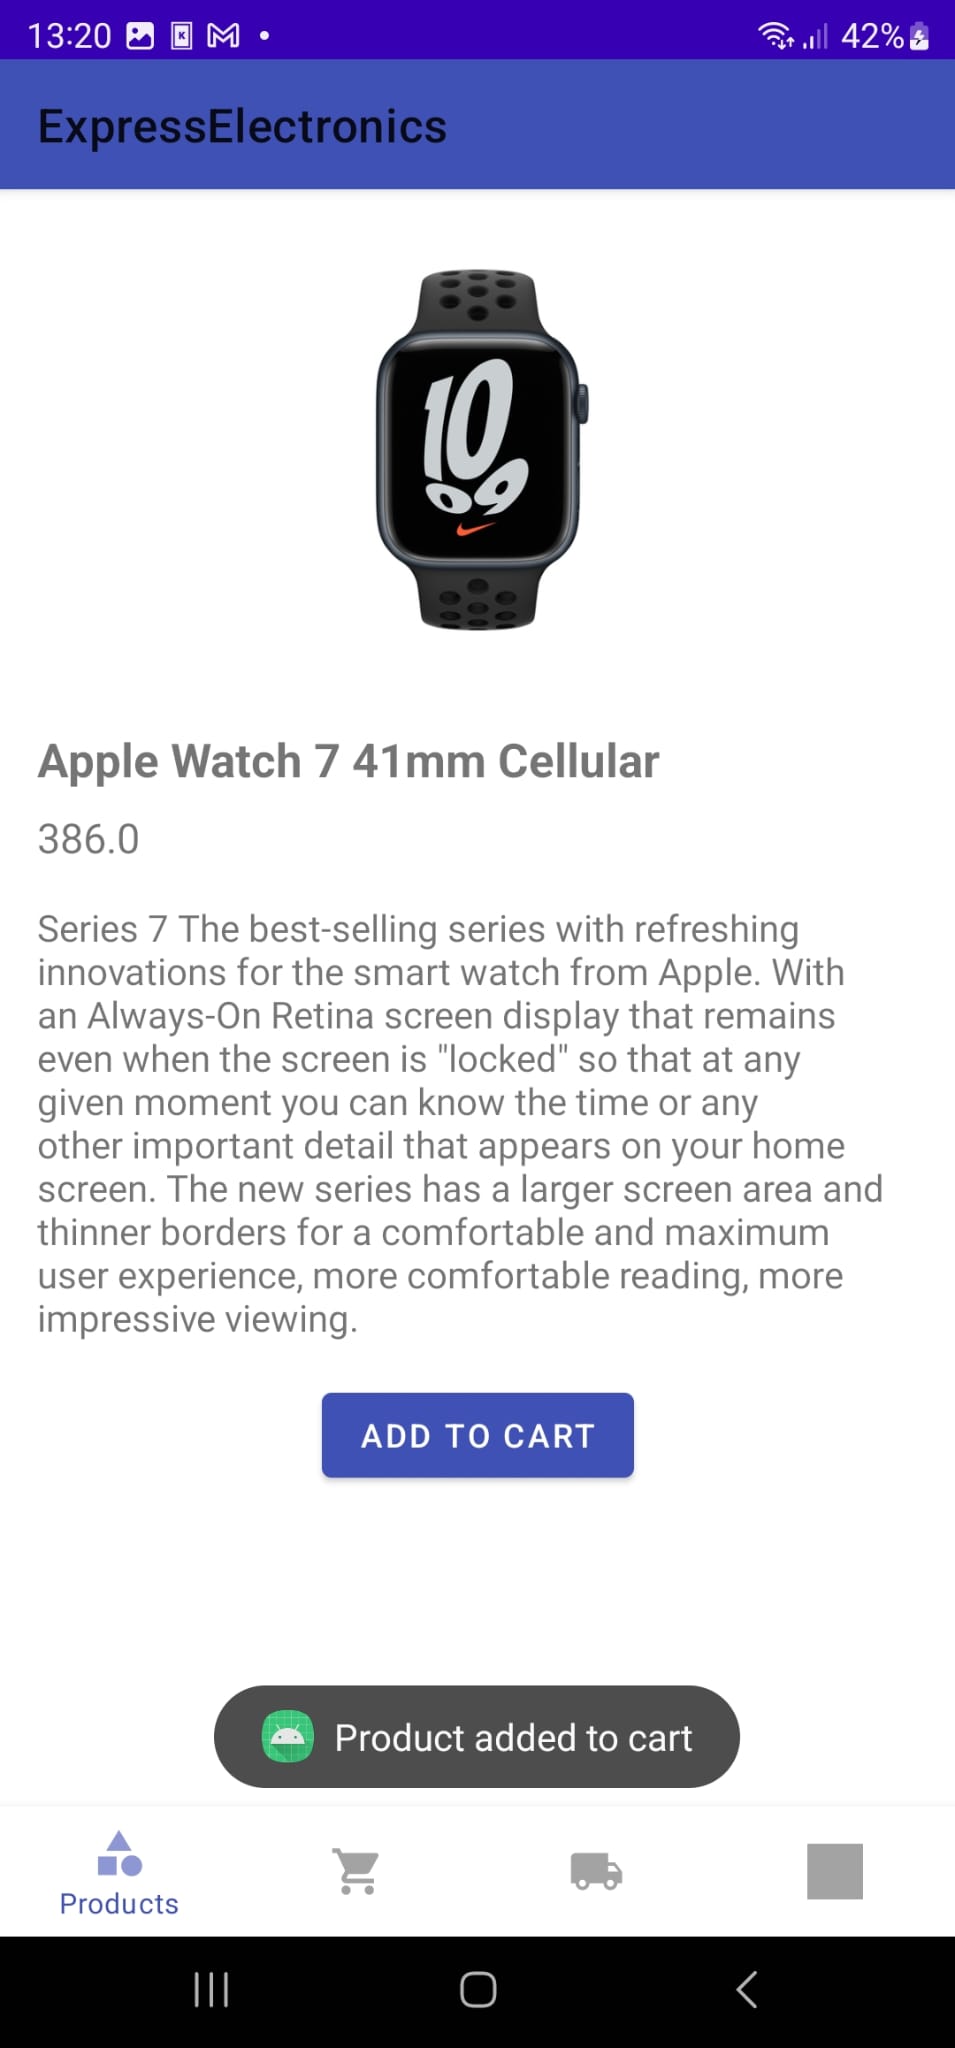 13:20
42%
ExpressElectronics
10
09
Apple Watch 7 41mm Cellular
386.0
Series 7 The best-selling series with refreshing
innovations for the smart watch from Apple. With
an Always-On Retina screen display that remains
even when the screen is "locked" so that at any
given moment you can know the time or any
other important detail that appears on your home
screen. The new series has a larger screen area and
thinner borders for a comfortable and maximum
user experience, more comfortable reading, more
impressive viewing.
ADD TO CART
Product added to cart
Products